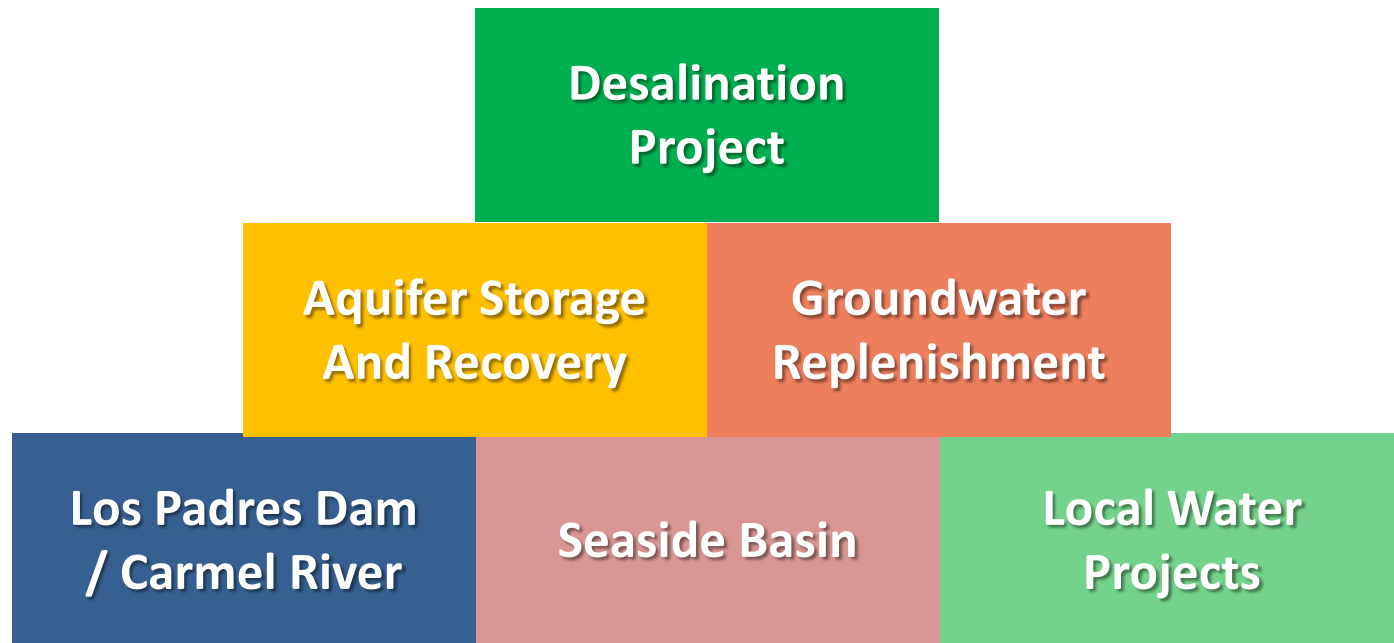 Desalination
Project
Aquifer Storage
And Recovery
Groundwater
Replenishment
Los Padres Dam
/ Carmel River
Seaside Basin
Local Water
Projects